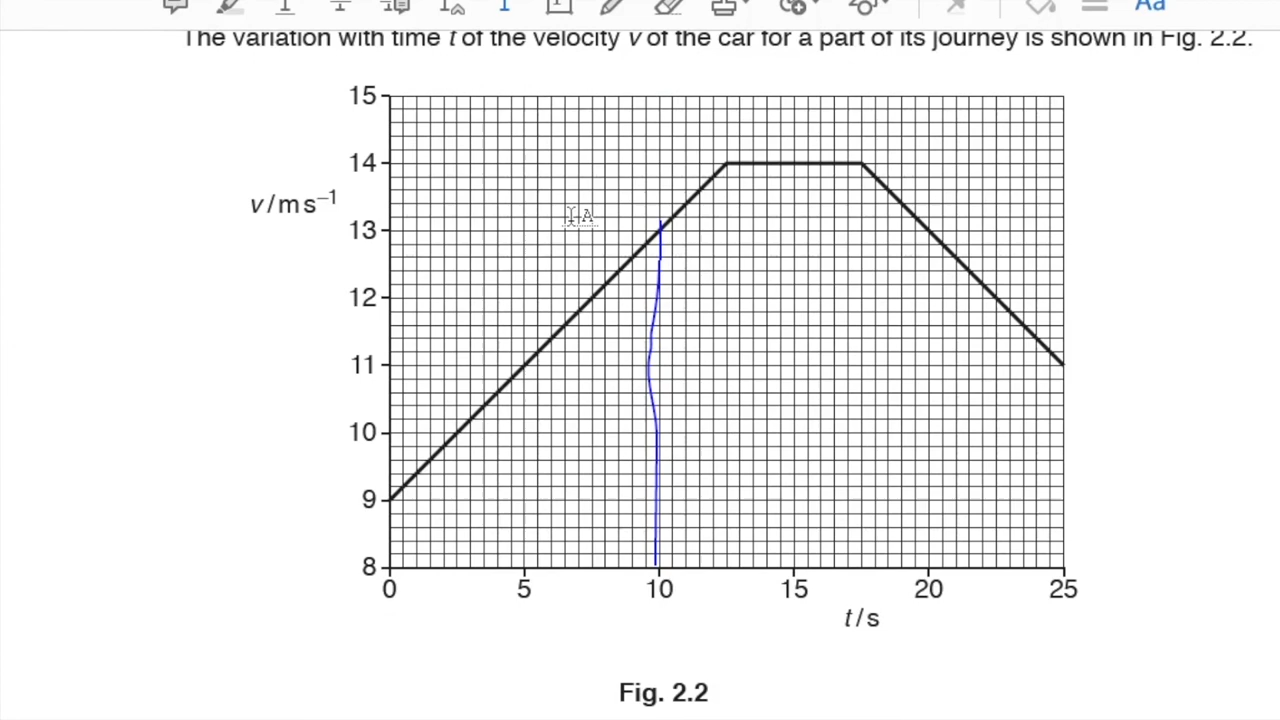 The variation with time t of the velocity v of the car for a part of its journey is shown in Fig. 2.2.
15
14
v/m s⁻¹
13
12
11
10
9
8
0 5 10 15 20 25
t/s
Fig. 2.2
Aa